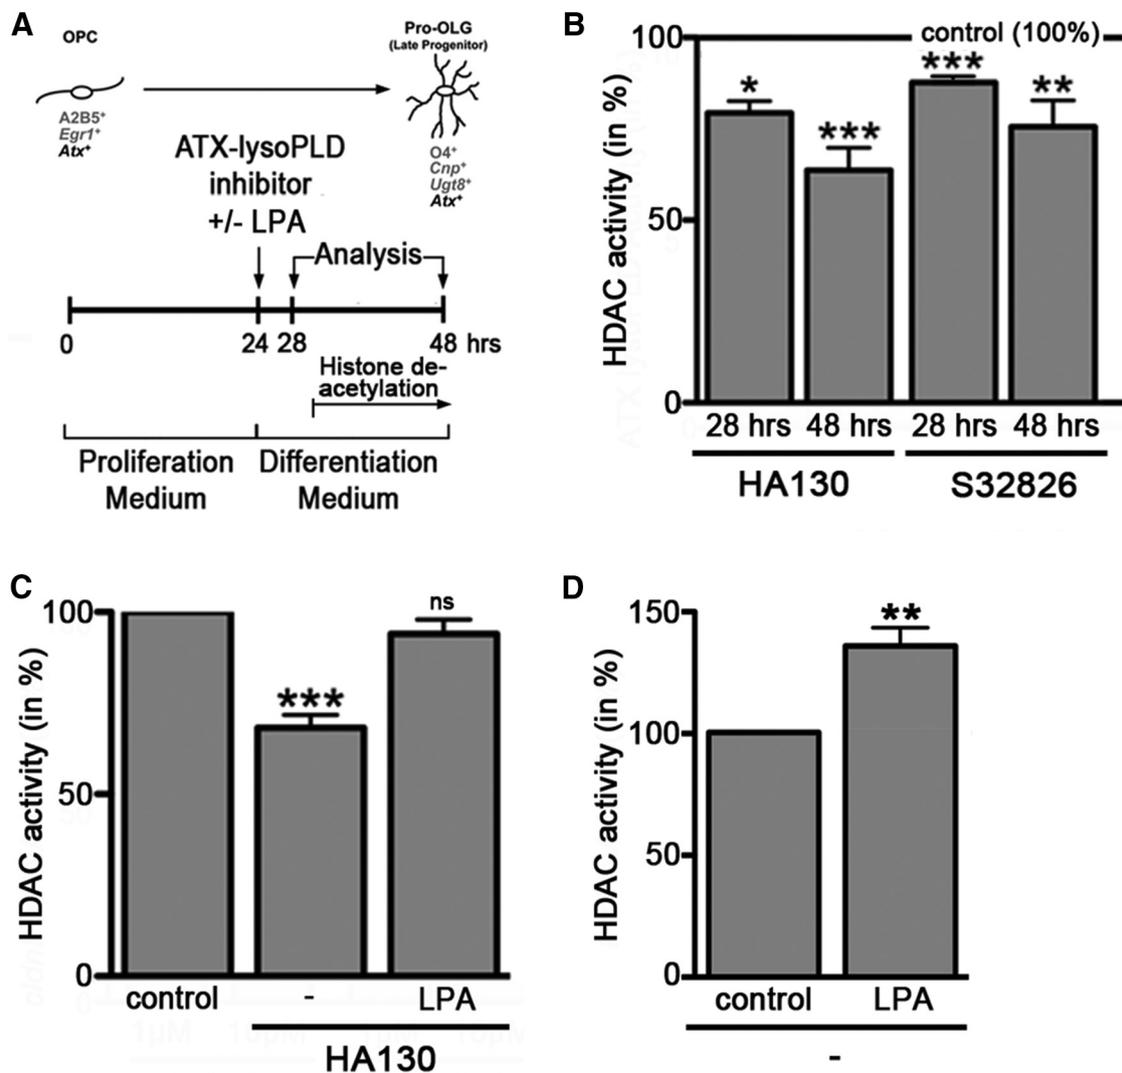 A
OPC
Pro-OLG
(Late Progenitor)
A2B5+
Egr1+
Atx+
O4+
Cnp+
Ugt8+
Atx+
ATX-lysoPLD
inhibitor
+/- LPA
Analysis
0 24 28 48 hrs
Histone de-
acetylation
Proliferation
Medium
Differentiation
Medium
B
control (100%)
HDAC activity (in %)
100
50
0
* *** *** **
28 hrs 48 hrs 28 hrs 48 hrs
HA130 S32826
C
HDAC activity (in %)
100
50
0
*** ns
control - LPA
HA130
D
HDAC activity (in %)
150
100
50
0
**
control LPA
-